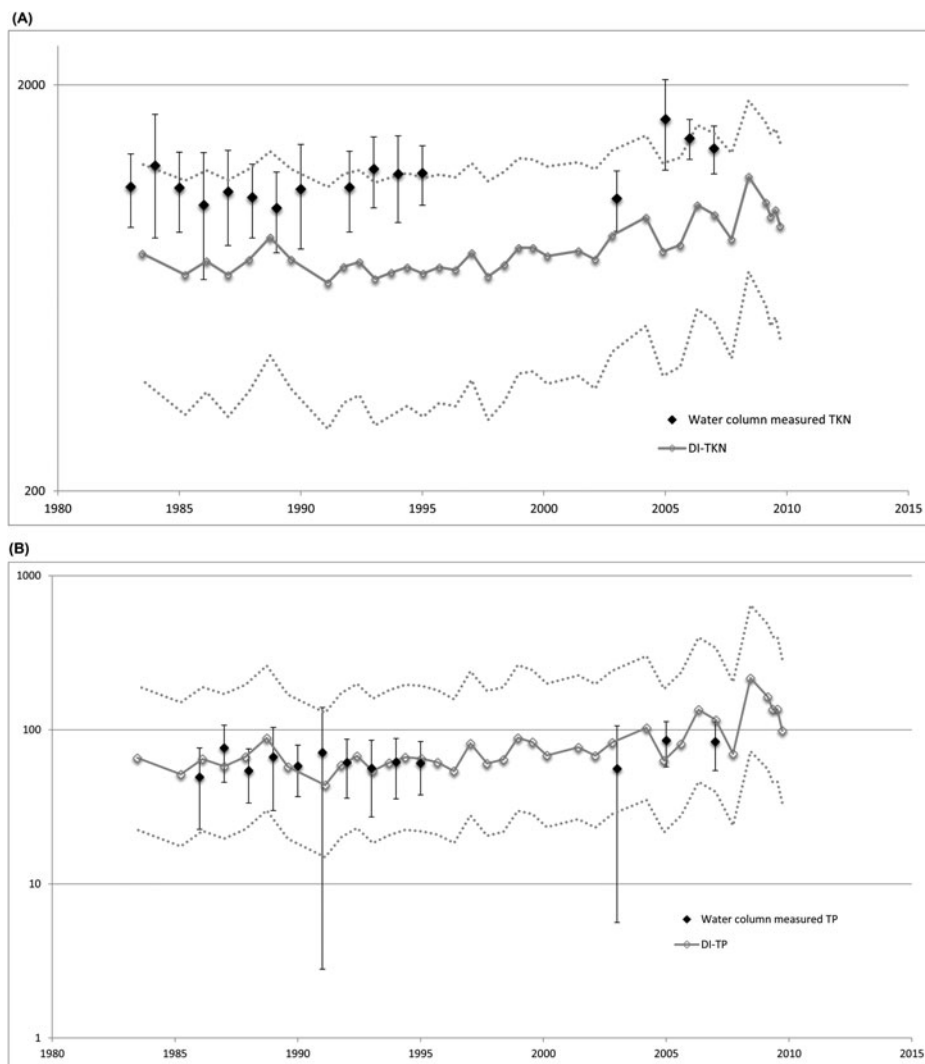 (A)
2000
200
1980 1985 1990 1995 2000 2005 2010 2015
Water column measured TKN
DI-TKN
(B)
1000
100
10
1
1980 1985 1990 1995 2000 2005 2010 2015
Water column measured TP
DI-TP